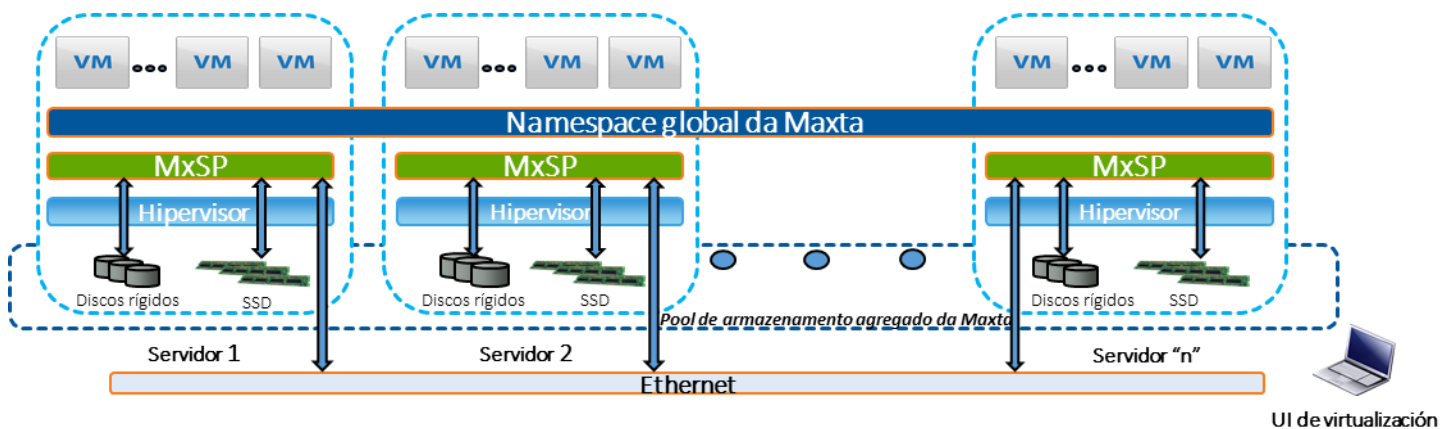 VM ... VM VM
VM ... VM VM
VM ... VM VM
Namespace global da Maxta
MxSP
MxSP
MxSP
Hipervisor
Hipervisor
Hipervisor
Discos rígidos
SSD
Discos rígidos
SSD
Discos rígidos
SSD
Pool de armazenamento agregado da Maxta
Servidor 1
Servidor 2
Servidor “n”
Ethernet
UI de virtualización